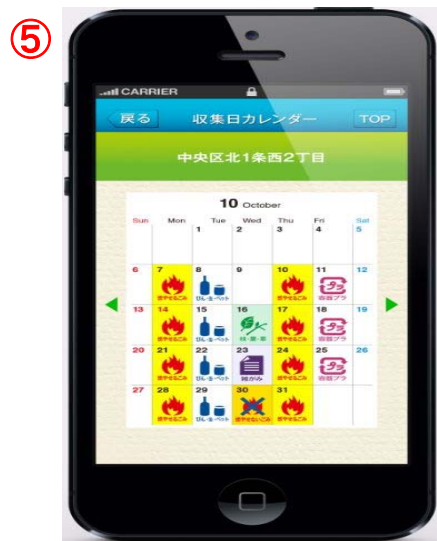 ⑤
CARRIER
戻る 収集日カレンダー TOP
中央区北1条西2丁目
10 October
Sun Mon Tue Wed Thu Fri Sat
1 2 3 4 5
6 7 8 9 10 11 12
燃やせるごみ びん・缶・ペット 燃やせるごみ 容器プラ
13 14 15 16 17 18 19
燃やせるごみ びん・缶・ペット 枝・葉・草 燃やせるごみ 容器プラ
20 21 22 23 24 25 26
燃やせるごみ びん・缶・ペット 雑がみ 燃やせるごみ 容器プラ
27 28 29 30 31
燃やせるごみ びん・缶・ペット 燃やせないごみ 燃やせるごみ